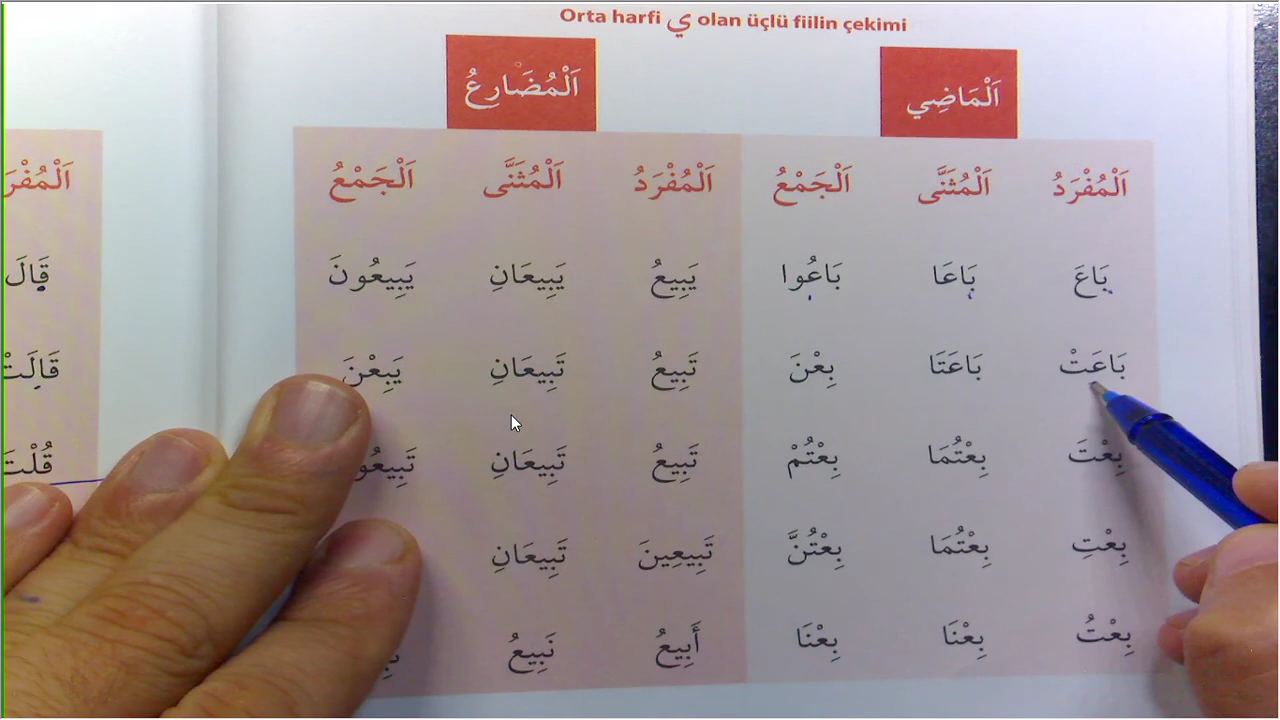 Orta harfi ي olan üçlü fiilin çekimi
اَلْمَاضِي اَلْمُضَارِعُ
اَلْمُفْرَدُ اَلْمُثَنَّى اَلْجَمْعُ اَلْمُفْرَدُ اَلْمُثَنَّى اَلْجَمْعُ
بَاعَ بَاعَا بَاعُوا يَبِيعُ يَبِيعَانِ يَبِيعُونَ
بَاعَتْ بَاعَتَا بِعْنَ تَبِيعُ تَبِيعَانِ يَبِعْنَ
بِعْتَ بِعْتُمَا بِعْتُمْ تَبِيعُ تَبِيعَانِ
بِعْتِ بِعْتُمَا بِعْتُنَّ تَبِيعِينَ تَبِيعَانِ
بِعْتُ بِعْنَا بِعْنَا أَبِيعُ نَبِيعُ
قَالَ
قَالَتْ
قُلْتَ